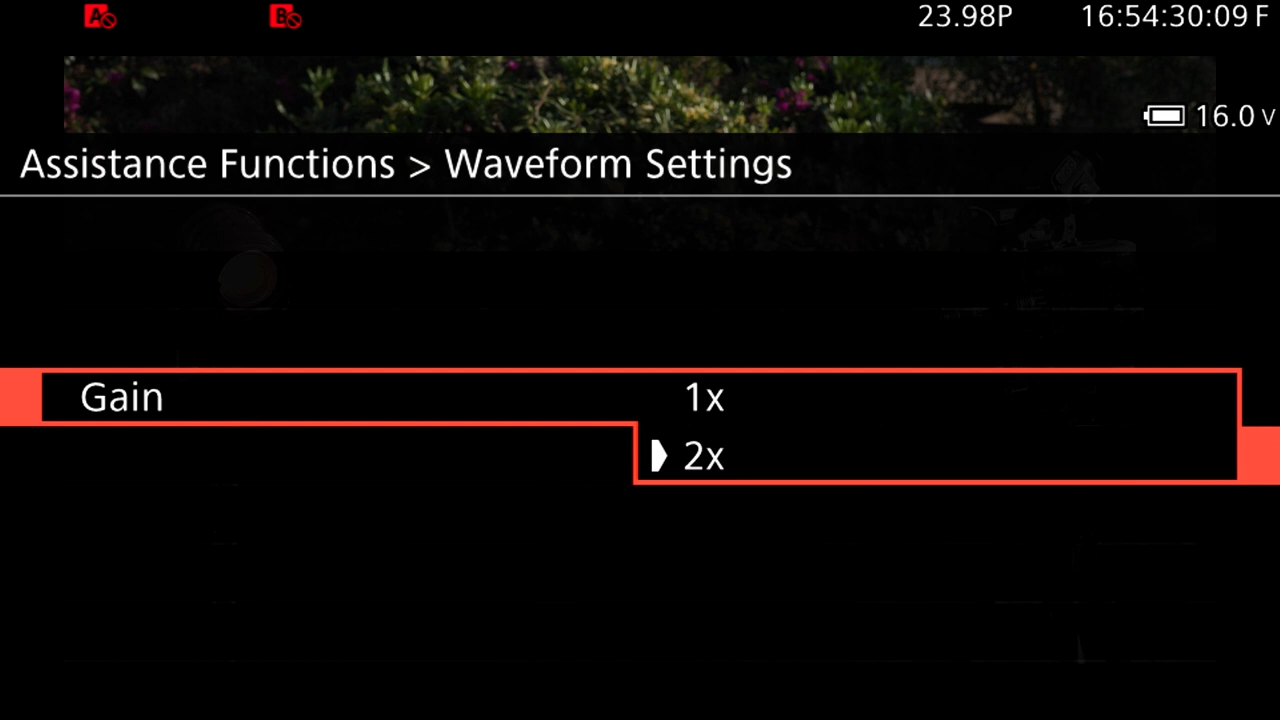 A B 23.98P 16:54:30:09 F
16.0 V
Assistance Functions > Waveform Settings
Gain 1x
2x